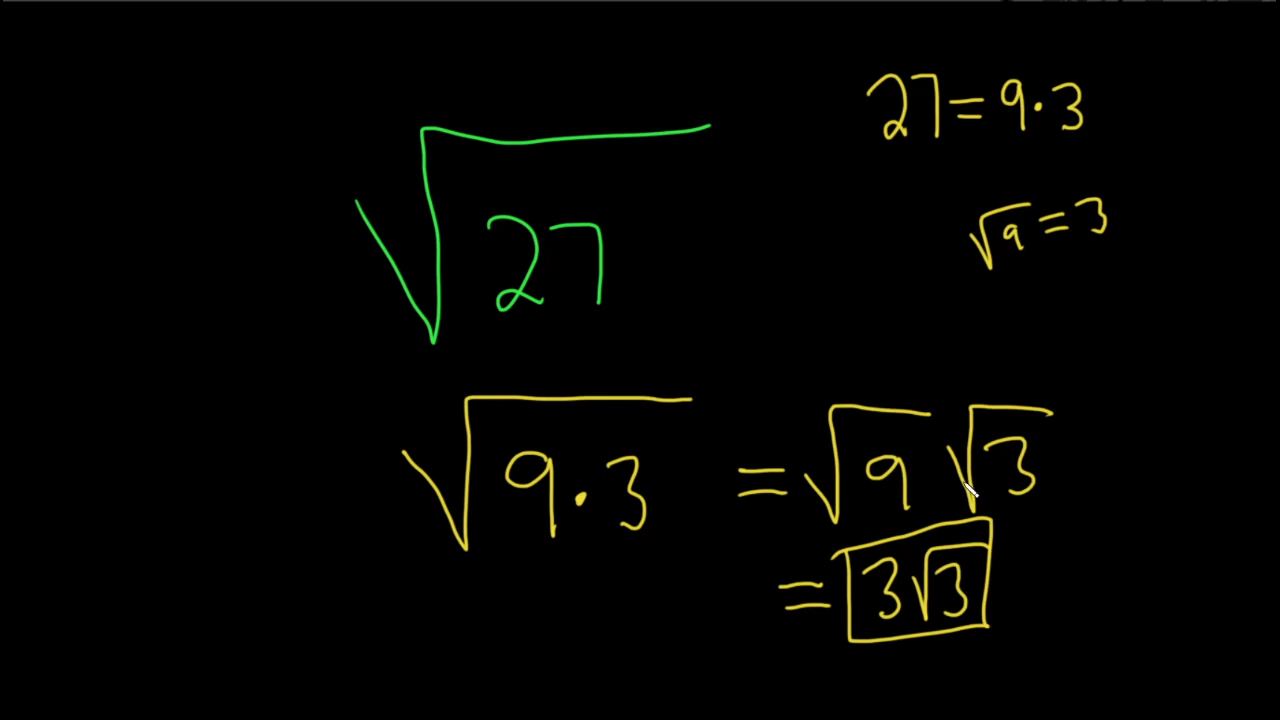 27 = 9 · 3
√9 = 3
√27
√9 · 3 = √9 √3
= 3√3